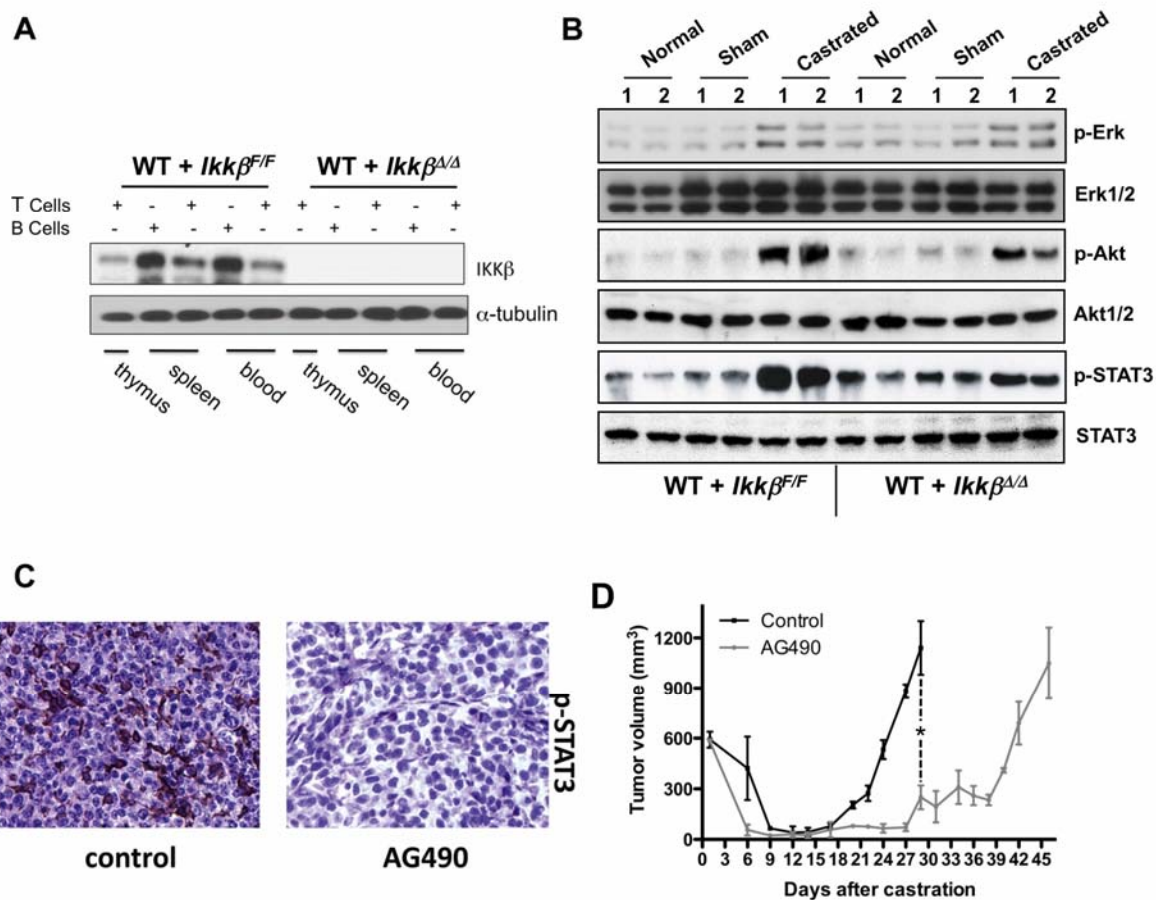 A
WT + Ikkβ^F/F WT + Ikkβ^Δ/Δ
T Cells + - + - + + - + - +
B Cells - + - + - - + - + -
IKKβ
α-tubulin
thymus spleen blood thymus spleen blood
B
Normal Sham Castrated Normal Sham Castrated
1 2 1 2 1 2 1 2 1 2 1 2
p-Erk
Erk1/2
p-Akt
Akt1/2
p-STAT3
STAT3
WT + Ikkβ^F/F WT + Ikkβ^Δ/Δ
C
p-STAT3
control AG490
D
Control
AG490
Tumor volume (mm³)
1200
900
600
300
0
*
0 3 6 9 12 15 18 21 24 27 30 33 36 39 42 45
Days after castration